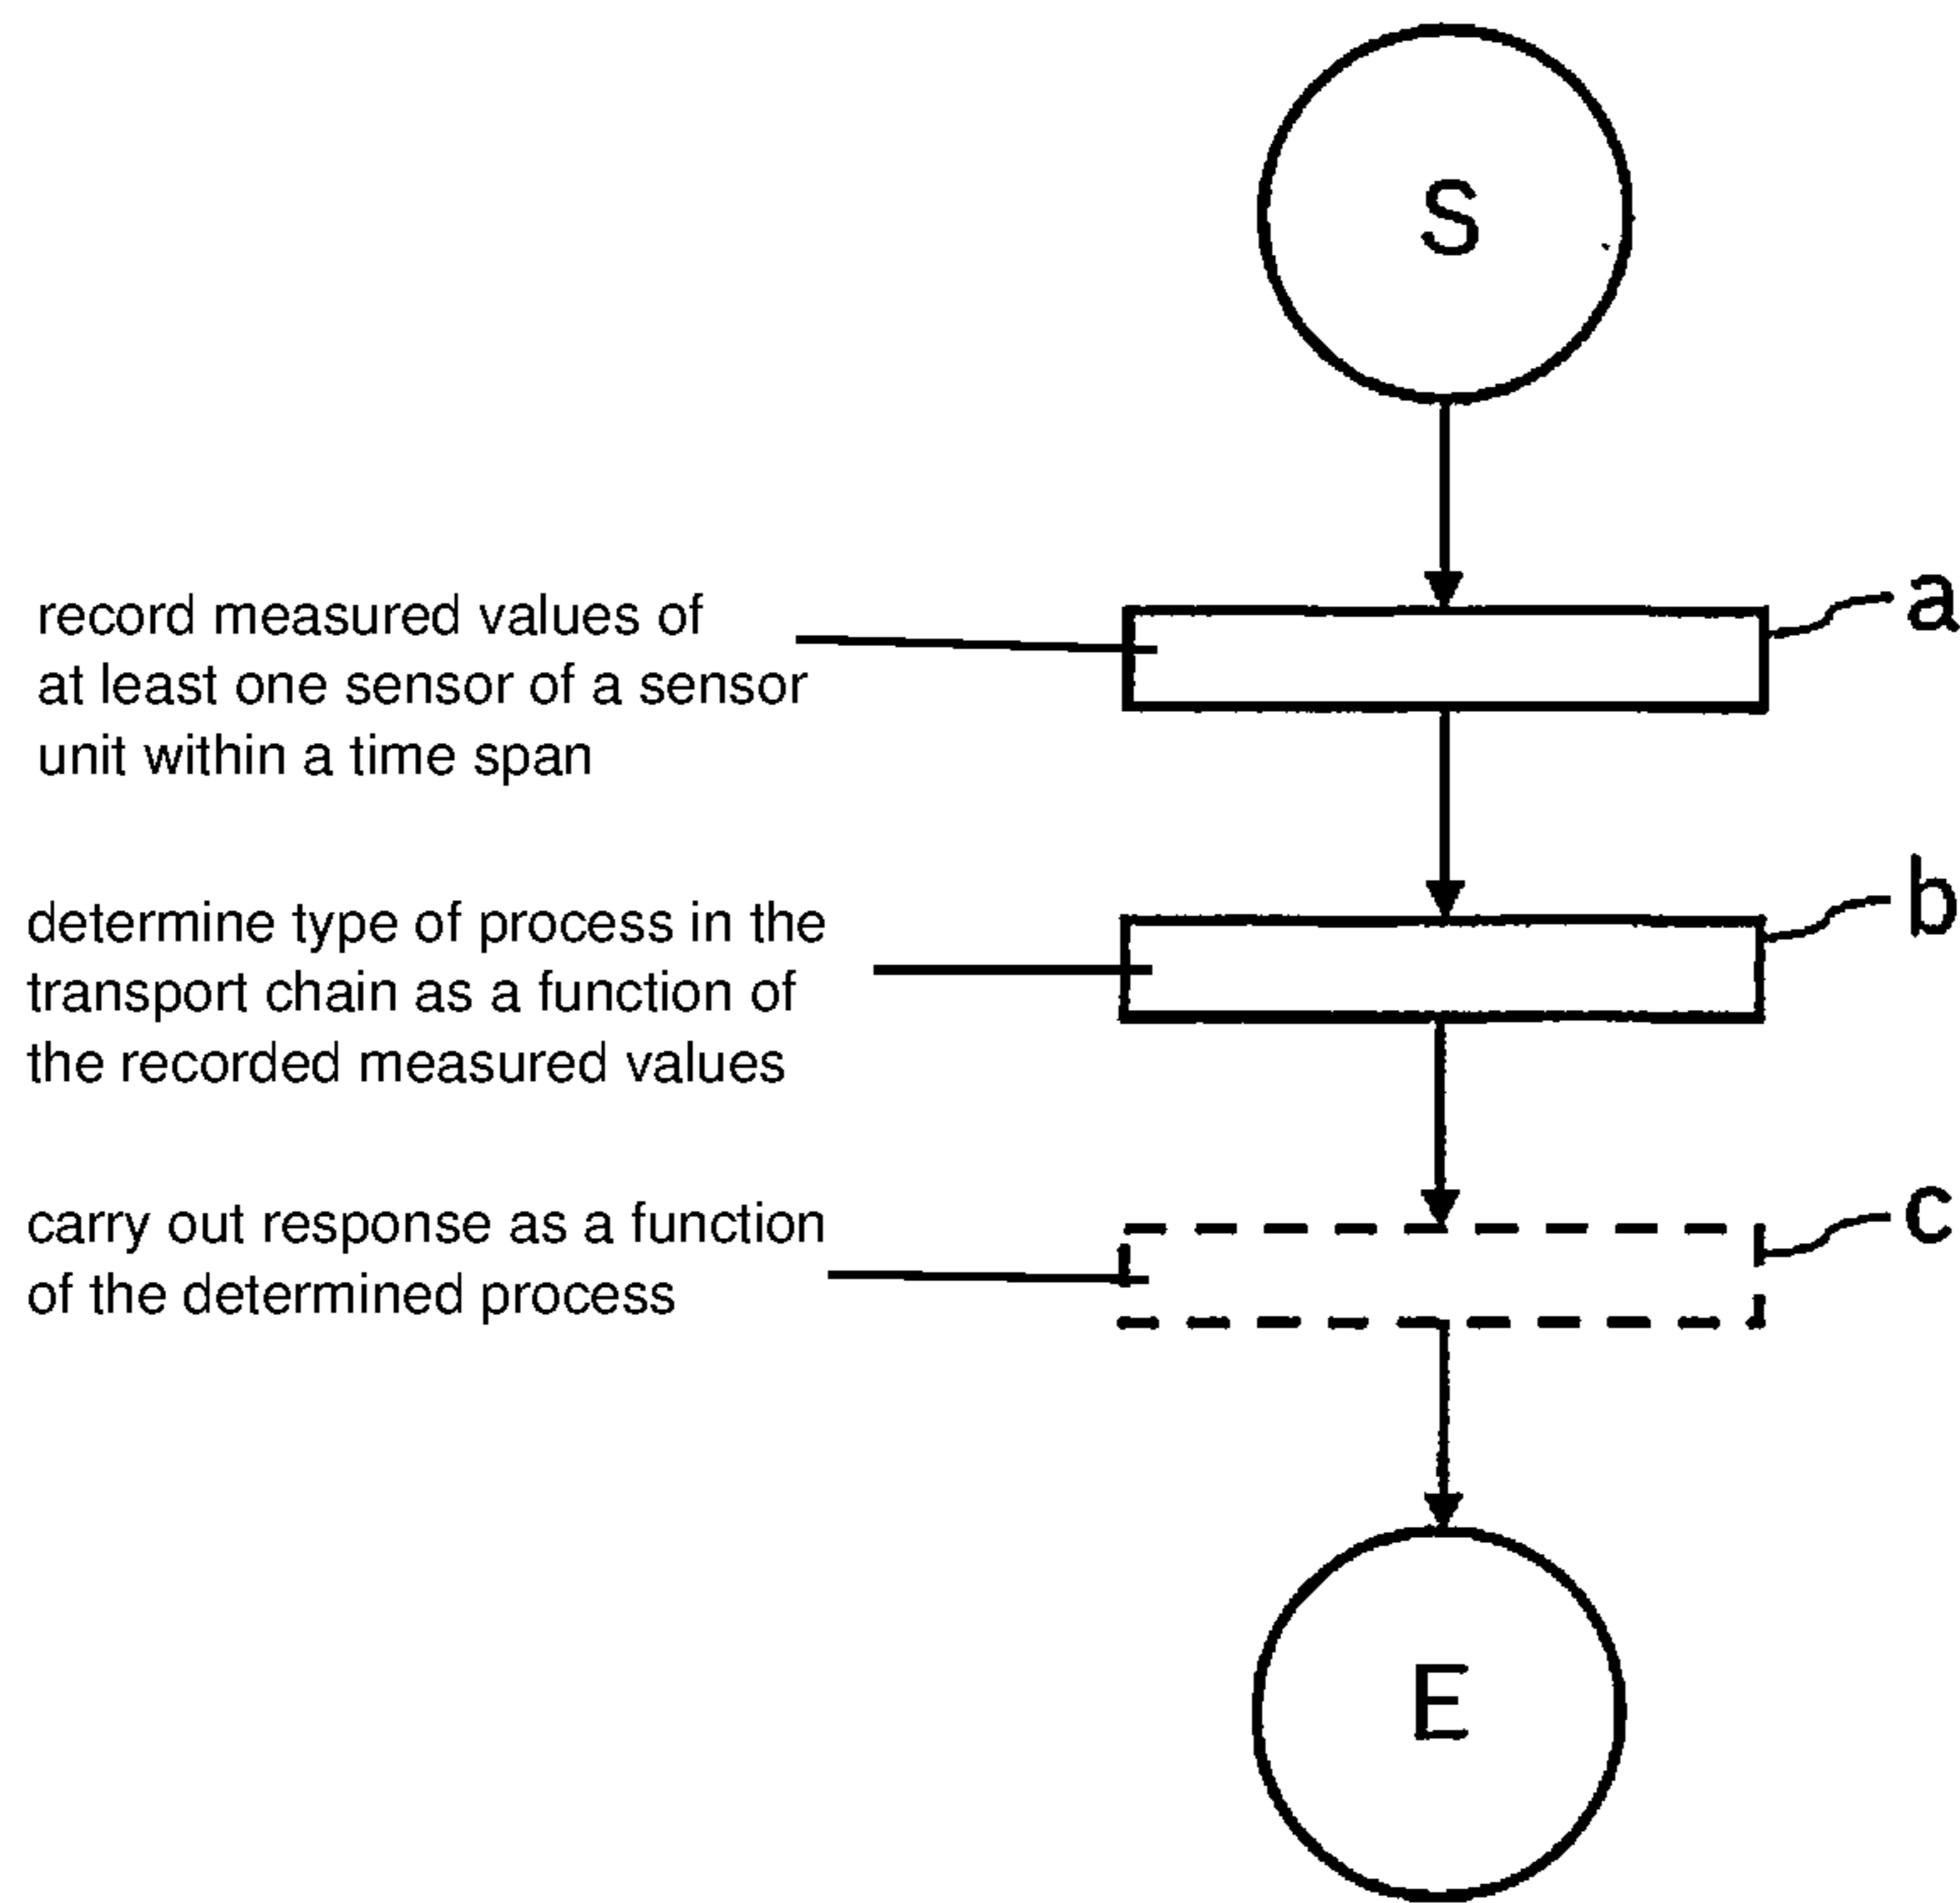 S
a
record measured values of
at least one sensor of a sensor
unit within a time span
b
determine type of process in the
transport chain as a function of
the recorded measured values
c
carry out response as a function
of the determined process
E